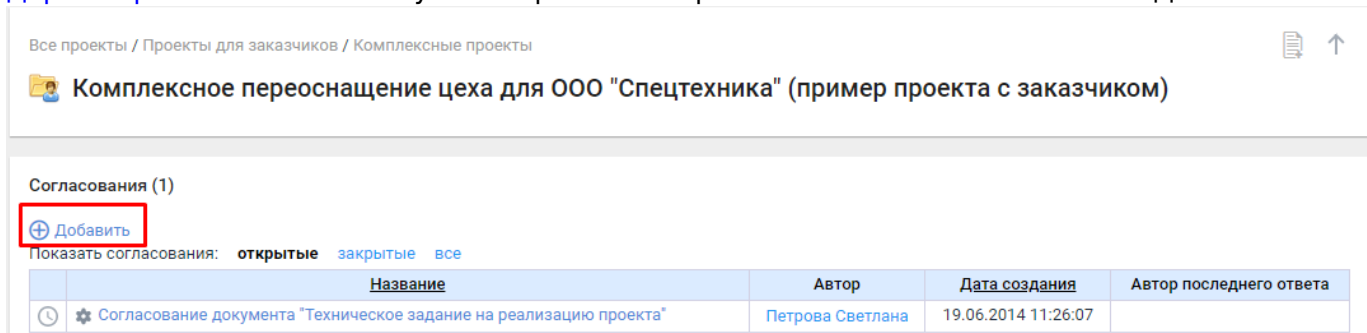 Все проекты / Проекты для заказчиков / Комплексные проекты
Комплексное переоснащение цеха для ООО "Спецтехника" (пример проекта с заказчиком)
Согласования (1)
Добавить
Показать согласования: открытые закрытые все
Название Автор Дата создания Автор последнего ответа
Согласование документа "Техническое задание на реализацию проекта" Петрова Светлана 19.06.2014 11:26:07